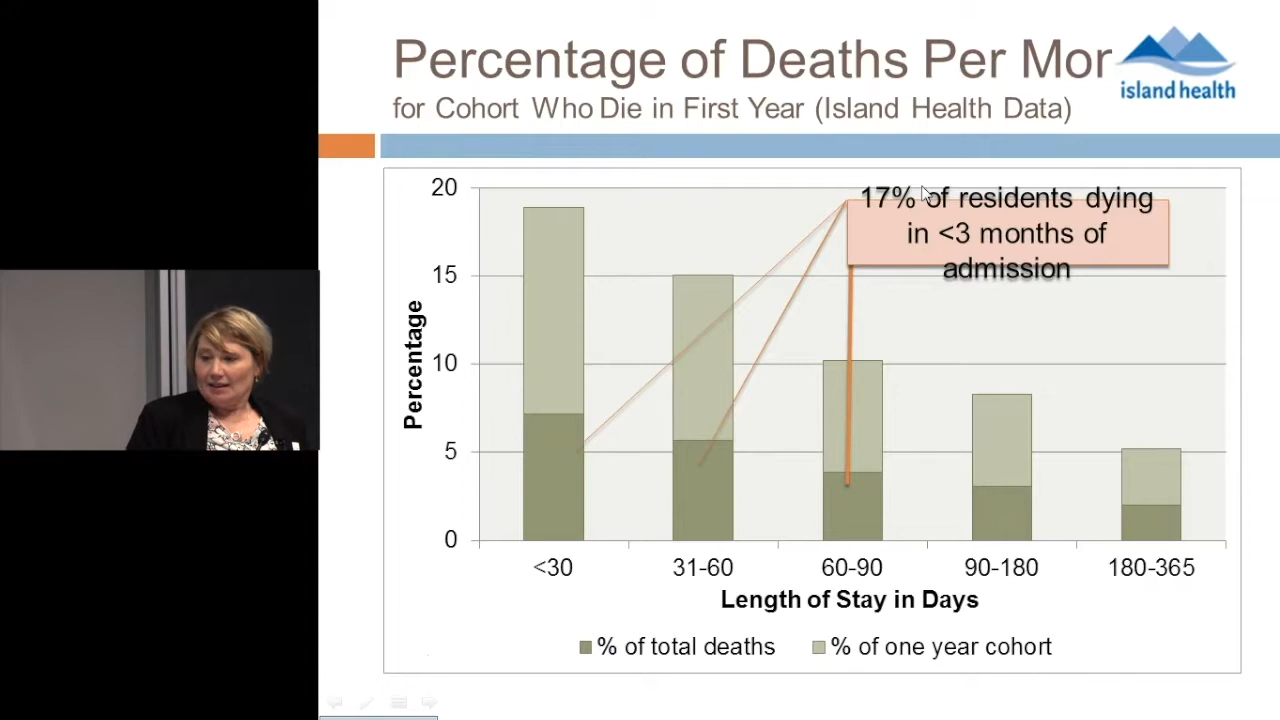 Percentage of Deaths Per Mor
island health
for Cohort Who Die in First Year (Island Health Data)
17% of residents dying
in <3 months of
admission
20
15
10
5
0
Percentage
<30 31-60 60-90 90-180 180-365
Length of Stay in Days
% of total deaths % of one year cohort